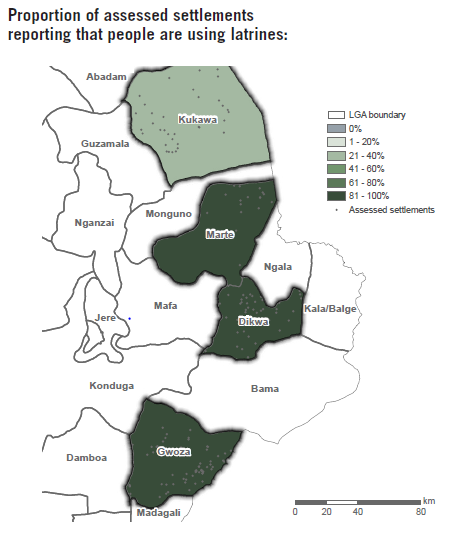 Proportion of assessed settlements
reporting that people are using latrines:
Abadam
Kukawa
Guzamala
LGA boundary
0%
1 - 20%
21 - 40%
41 - 60%
61 - 80%
81 - 100%
Assessed settlements
Monguno
Nganzai
Marte
Ngala
Mafa
Kala/Balge
Jere
Dikwa
Konduga
Bama
Gwoza
Damboa
Madagali
km
0 20 40 80